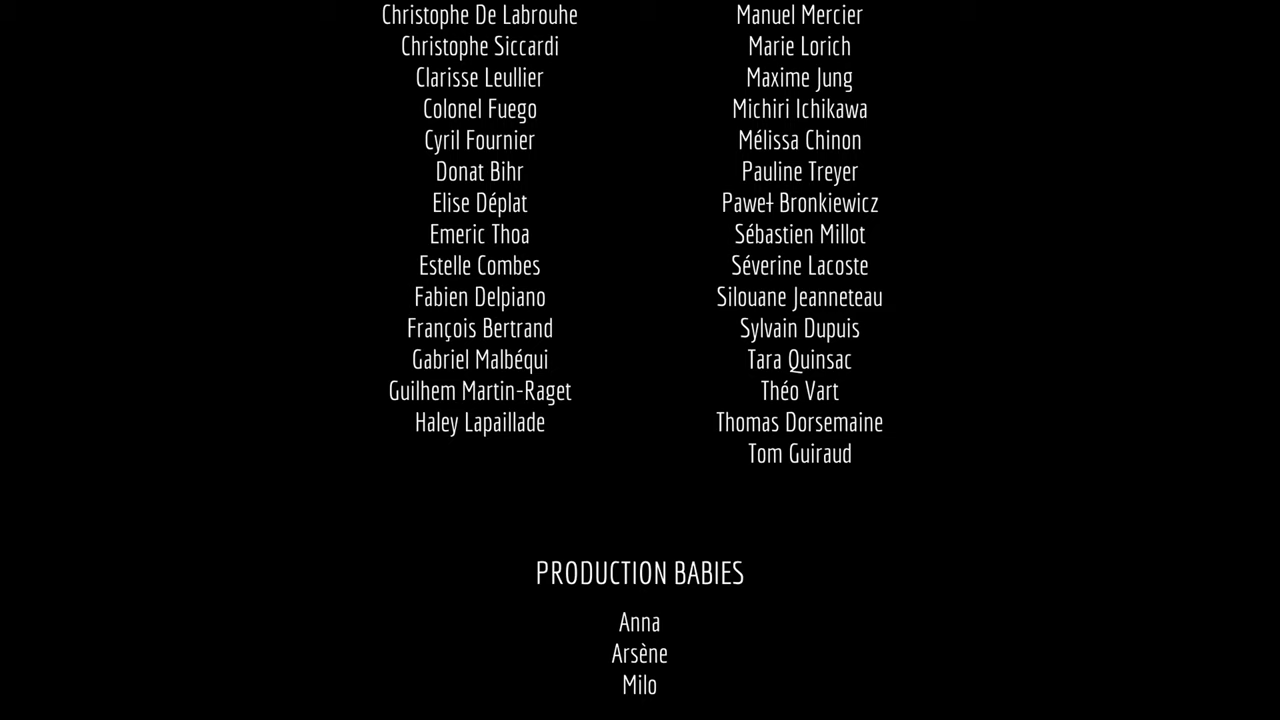 Christophe De Labrouhe
Christophe Siccardi
Clarisse Leullier
Colonel Fuego
Cyril Fournier
Donat Bihr
Elise Déplat
Emeric Thoa
Estelle Combes
Fabien Delpiano
François Bertrand
Gabriel Malbéqui
Guilhem Martin-Raget
Haley Lapaillade
Manuel Mercier
Marie Lorich
Maxime Jung
Michiri Ichikawa
Mélissa Chinon
Pauline Treyer
Paweł Bronkiewicz
Sébastien Millot
Séverine Lacoste
Silouane Jeanneteau
Sylvain Dupuis
Tara Quinsac
Théo Vart
Thomas Dorsemaine
Tom Guiraud
PRODUCTION BABIES
Anna
Arsène
Milo